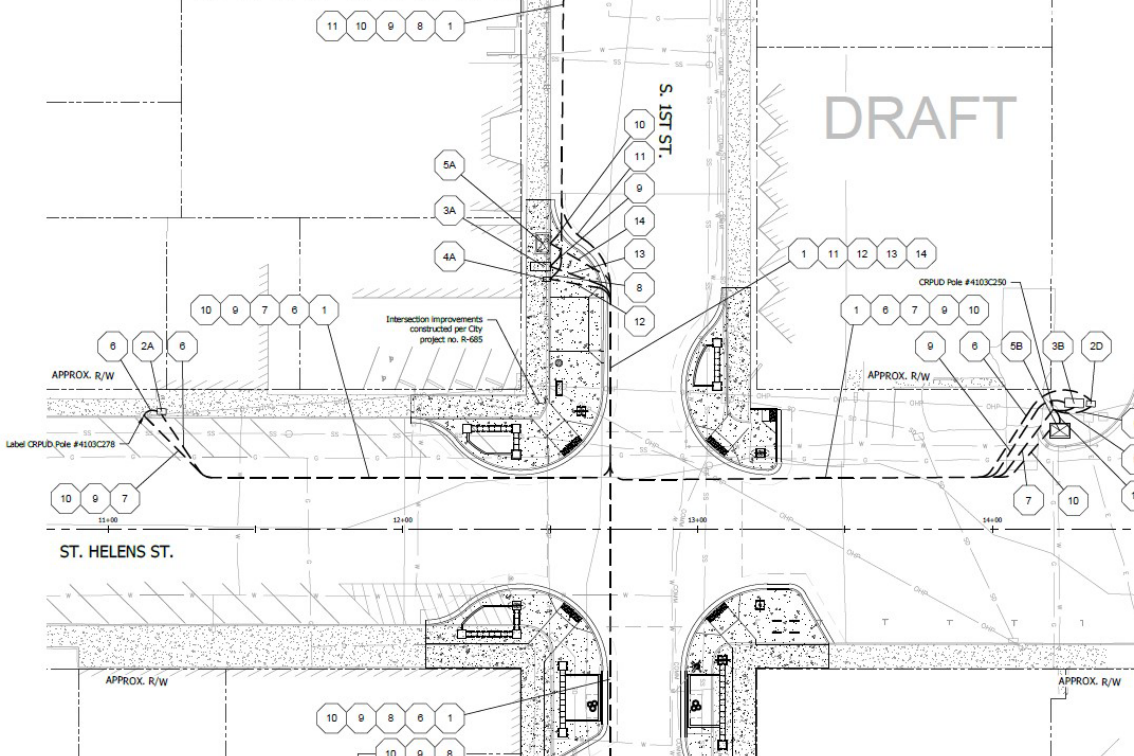 11 10 9 8 1
S. 1ST ST.
DRAFT
10
11
5A
9
3A
14
13
4A
8
12
1 11 12 13 14
CRPUD Pole #4103C250
10 9 7 6 1
Intersection improvements
constructed per City
project no. R-685
1 6 7 9 10
6 2A 6
9 6 5B 3B 2D
APPROX. R/W
APPROX. R/W
Label CRPUD Pole #4103C278
10 9 7
7 10
11+00 12+00 13+00 14+00
ST. HELENS ST.
APPROX. R/W
APPROX. R/W
10 9 8 6 1
10 9 8